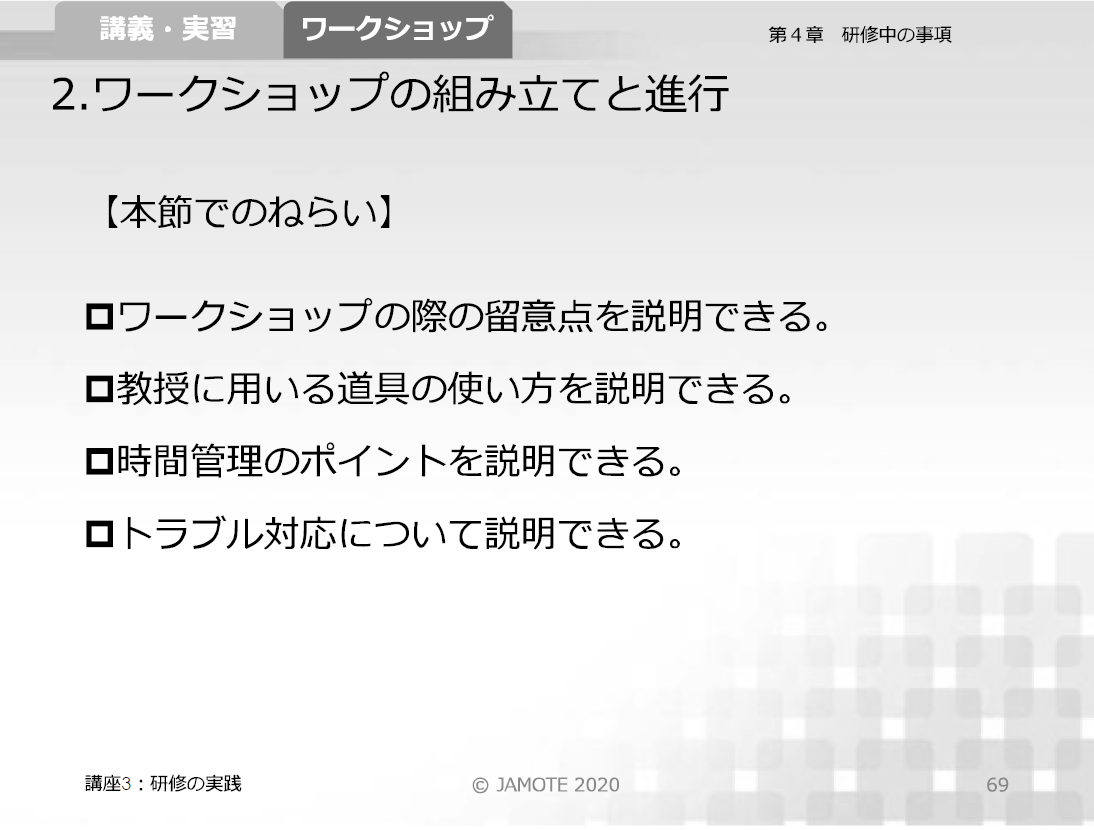 講義・実習
ワークショップ
第４章　研修中の事項
2.ワークショップの組み立てと進行
【本節でのねらい】
ワークショップの際の留意点を説明できる。
教授に用いる道具の使い方を説明できる。
時間管理のポイントを説明できる。
トラブル対応について説明できる。
講座3：研修の実践
© JAMOTE 2020
69